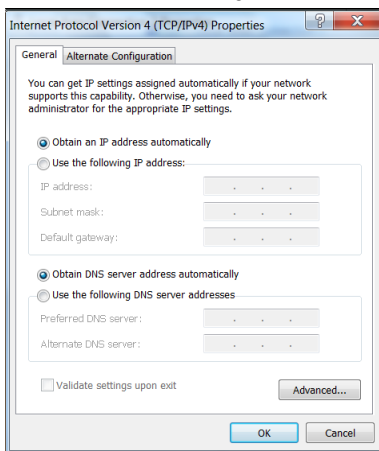 Internet Protocol Version 4 (TCP/IPv4) Properties
General
Alternate Configuration
You can get IP settings assigned automatically if your network
supports this capability. Otherwise, you need to ask your network
administrator for the appropriate IP settings.
Obtain an IP address automatically
Use the following IP address:
IP address:
Subnet mask:
Default gateway:
Obtain DNS server address automatically
Use the following DNS server addresses
Preferred DNS server:
Alternate DNS server:
Validate settings upon exit
Advanced...
OK
Cancel